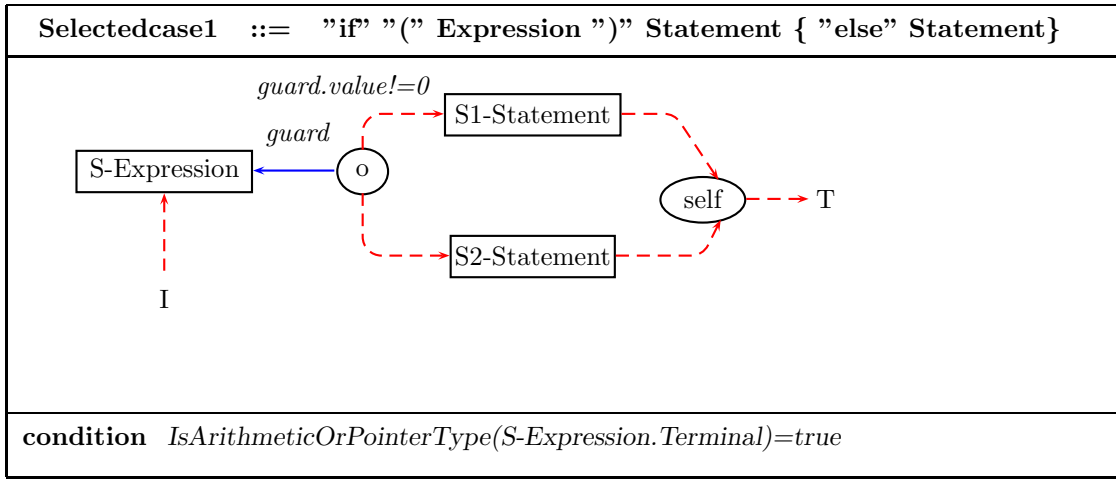 Selectedcase1 ::= ”if” ”(” Expression ”)” Statement { ”else” Statement}
guard.value!=0
S1-Statement
guard
S-Expression
o
self
T
S2-Statement
I
condition IsArithmeticOrPointerType(S-Expression.Terminal)=true